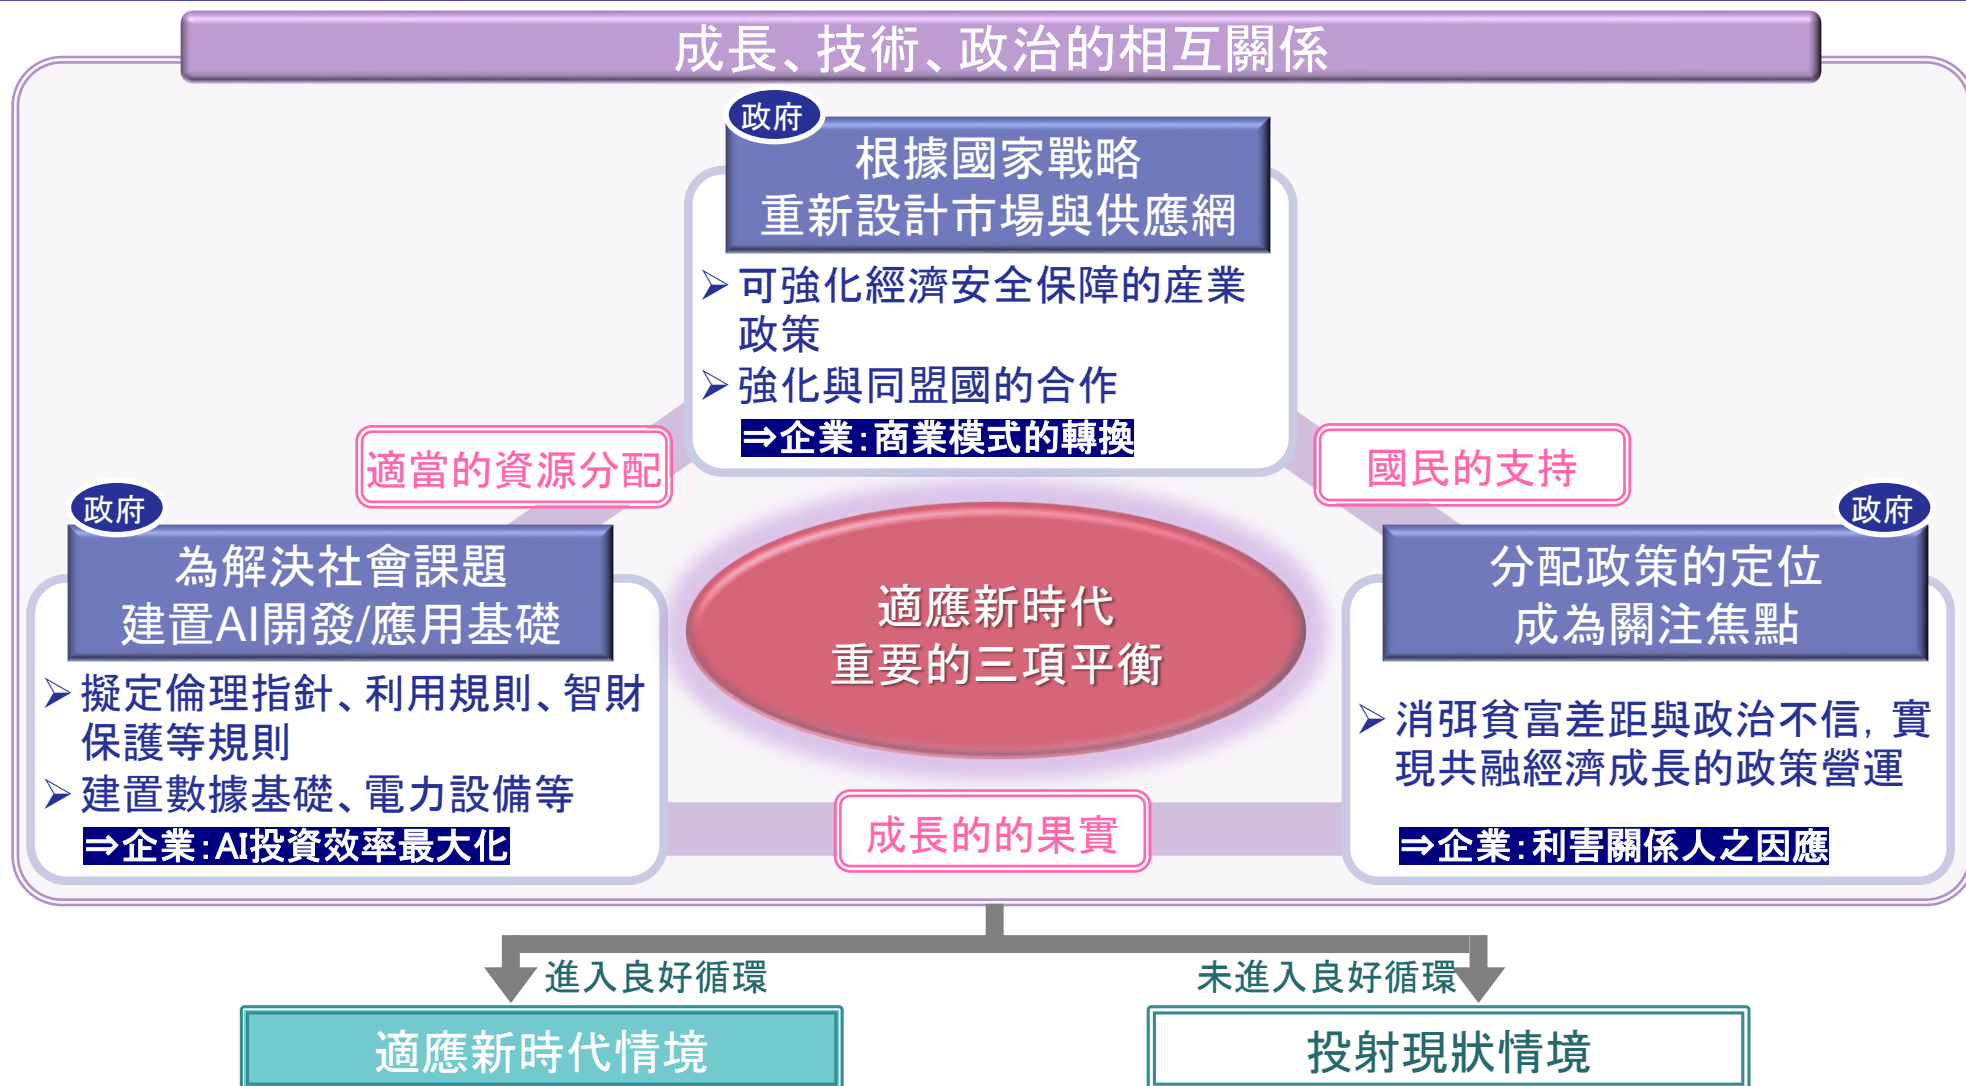 成長、技術、政治的相互關係
政府
根據國家戰略
重新設計市場與供應網
➢可強化經濟安全保障的産業
政策
➢強化與同盟國的合作
⇒企業：商業模式的轉換
適當的資源分配
國民的支持
政府
為解決社會課題
建置AI開發/應用基礎
➢擬定倫理指針、利用規則、智財
保護等規則
➢建置數據基礎、電力設備等
⇒企業：AI投資效率最大化
適應新時代
重要的三項平衡
政府
分配政策的定位
成為關注焦點
➢消弭貧富差距與政治不信，實
現共融經濟成長的政策營運
⇒企業：利害關係人之因應
成長的的果實
進入良好循環
未進入良好循環
適應新時代情境
投射現狀情境